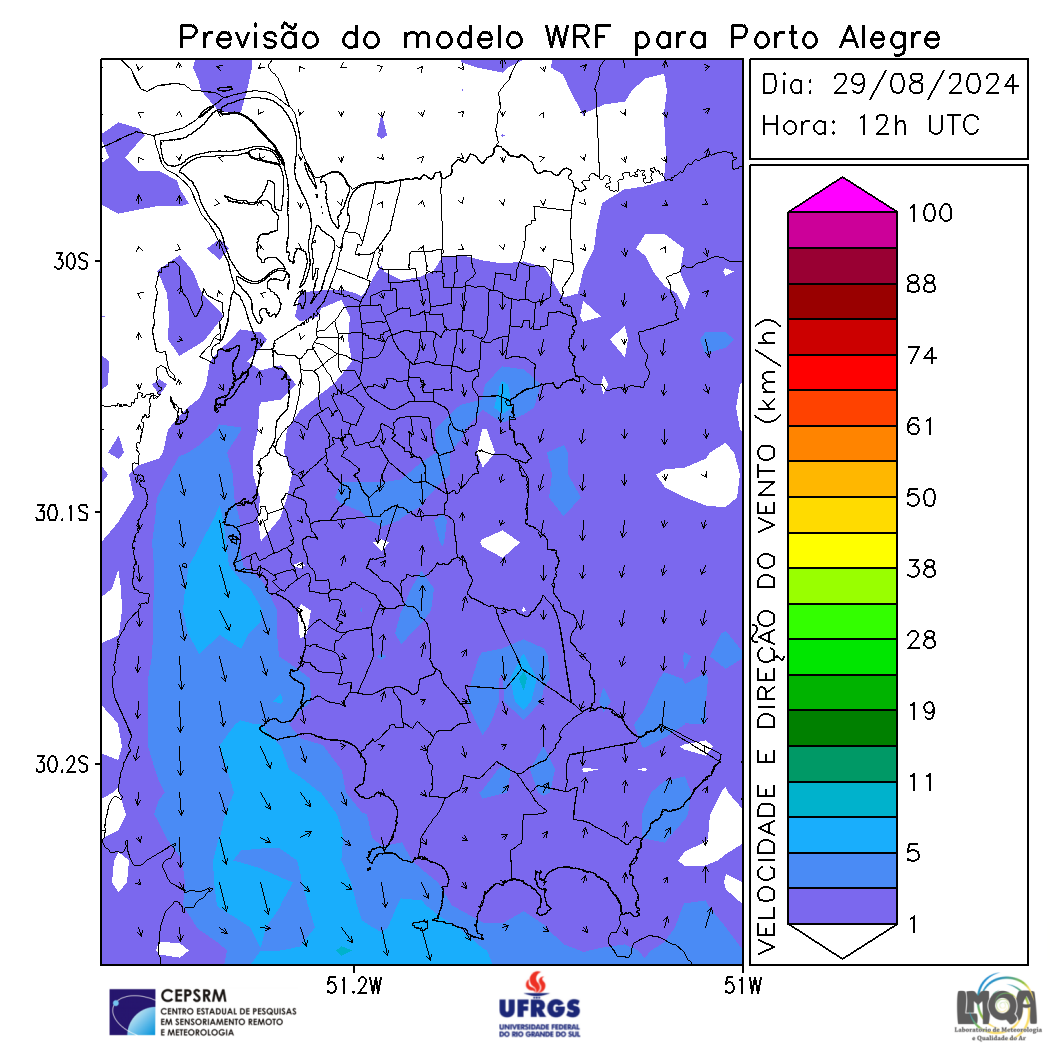 Previsão do modelo WRF para Porto Alegre
Dia: 29/08/2024
Hora: 12h UTC
30S
30.1S
30.2S
51.2W
51W
VELOCIDADE E DIREÇÃO DO VENTO (km/h)
100
88
74
61
50
38
28
19
11
5
1
CEPSRM
CENTRO ESTADUAL DE PESQUISAS
EM SENSORIAMENTO REMOTO
E METEOROLOGIA
UFRGS
UNIVERSIDADE FEDERAL
DO RIO GRANDE DO SUL
LMQA
Laboratório de Meteorologia
e Qualidade do Ar